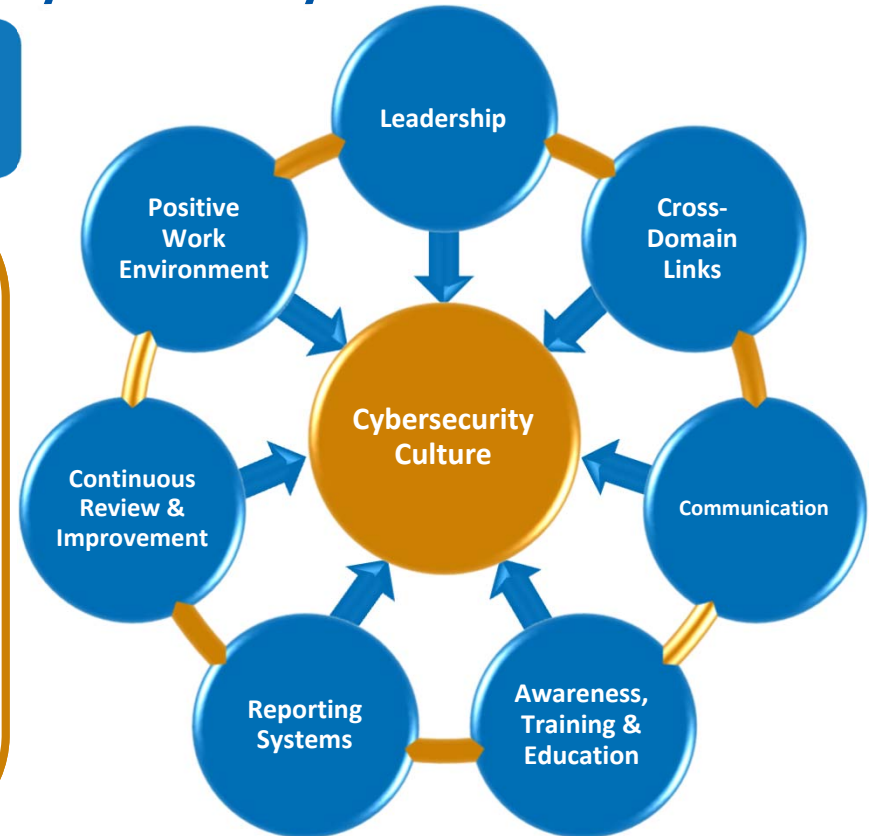 Leadership
Cross-
Domain
Links
Communication
Awareness,
Training &
Education
Reporting
Systems
Continuous
Review &
Improvement
Positive
Work
Environment
Cybersecurity
Culture